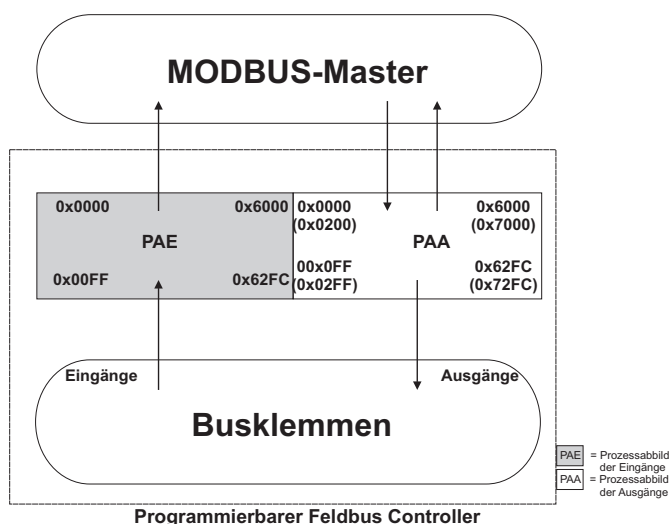 MODBUS-Master
0x0000 0x6000 0x0000 0x6000
(0x0200) (0x7000)
PAE PAA
0x00FF 0x62FC 00x0FF 0x62FC
(0x02FF) (0x72FC)
Eingänge Ausgänge
Busklemmen
PAE = Prozessabbild
der Eingänge
PAA = Prozessabbild
der Ausgänge
Programmierbarer Feldbus Controller